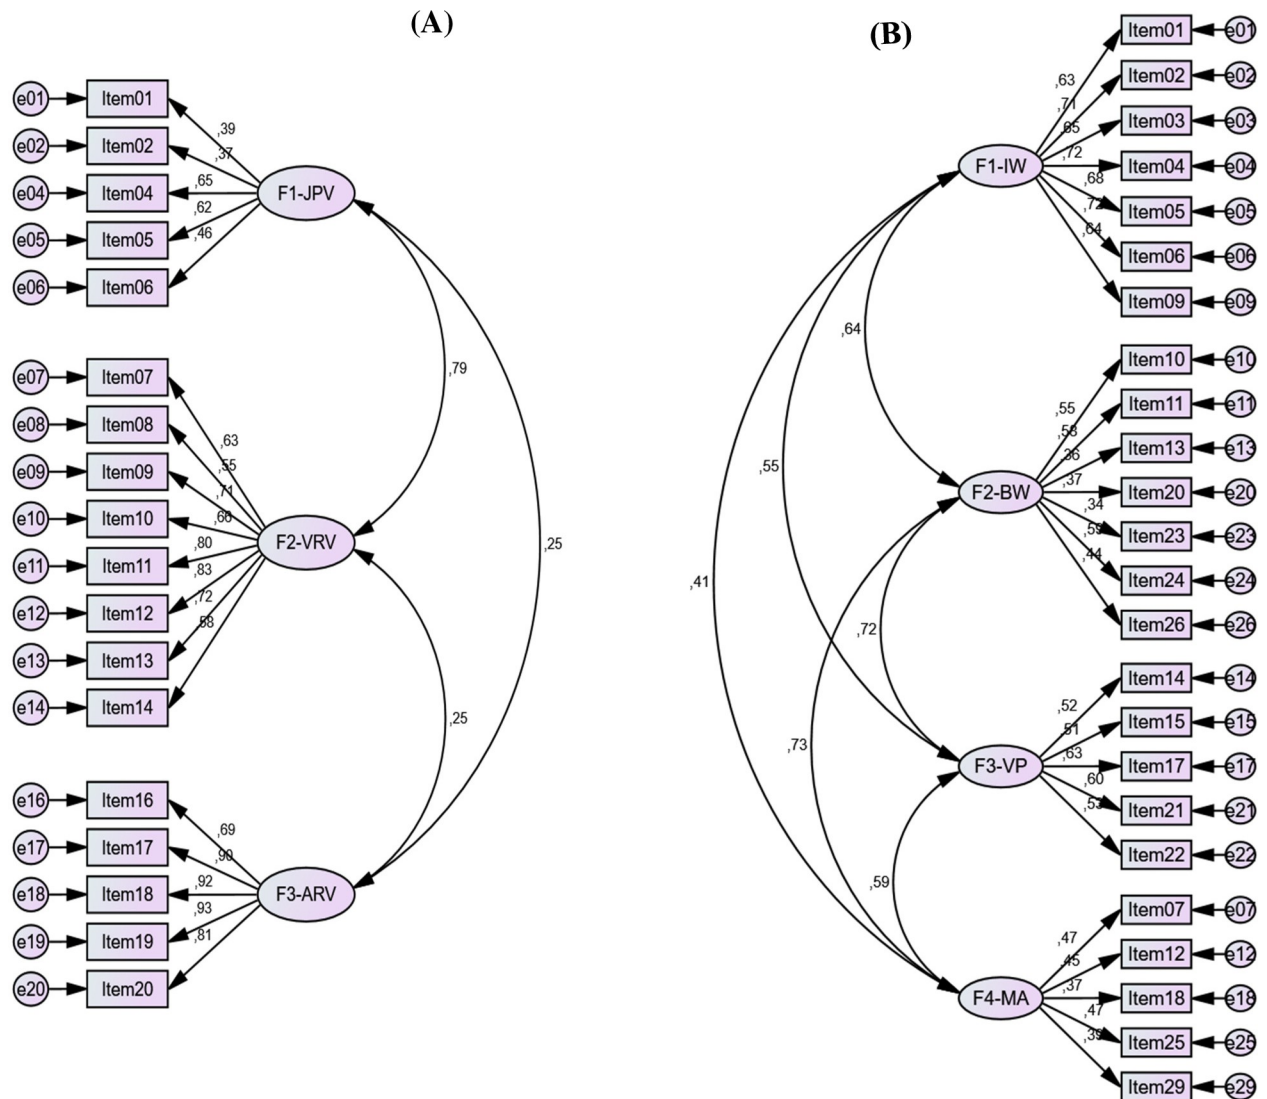 (A)
e01 Item01
e02 Item02
e04 Item04
e05 Item05
e06 Item06
,39
,37
,65
,62
,46
F1-JPV
e07 Item07
e08 Item08
e09 Item09
e10 Item10
e11 Item11
e12 Item12
e13 Item13
e14 Item14
,63
,55
,71
,66
,80
,83
,72
,58
F2-VRV
e16 Item16
e17 Item17
e18 Item18
e19 Item19
e20 Item20
,69
,90
,92
,93
,81
F3-ARV
,79
,25
,25
(B)
F1-IW
,63
,71
,65
,72
,68
,72
,64
Item01 e01
Item02 e02
Item03 e03
Item04 e04
Item05 e05
Item06 e06
Item09 e09
F2-BW
,55
,58
,36
,37
,34
,59
,44
Item10 e10
Item11 e11
Item13 e13
Item20 e20
Item23 e23
Item24 e24
Item26 e26
F3-VP
,52
,51
,63
,60
,53
Item14 e14
Item15 e15
Item17 e17
Item21 e21
Item22 e22
F4-MA
,47
,45
,37
,47
,39
Item07 e07
Item12 e12
Item18 e18
Item25 e25
Item29 e29
,64
,55
,41
,72
,73
,59